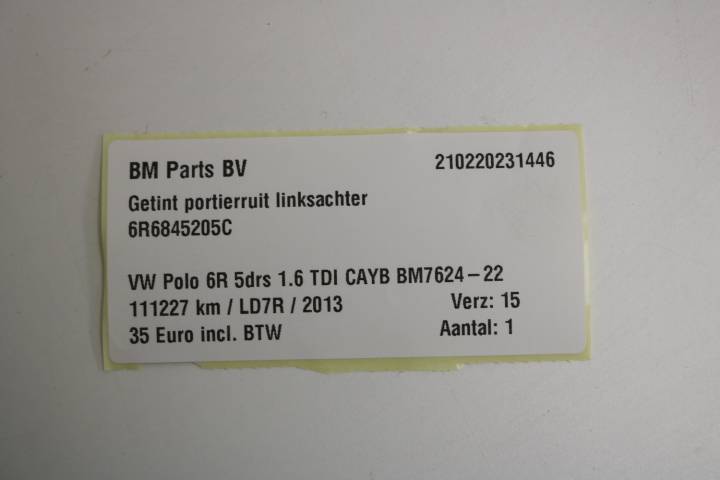 BM Parts BV 210220231446
Getint portierruit linksachter
6R6845205C
VW Polo 6R 5drs 1.6 TDI CAYB BM7624-22
111227 km / LD7R / 2013 Verz: 15
35 Euro incl. BTW Aantal: 1